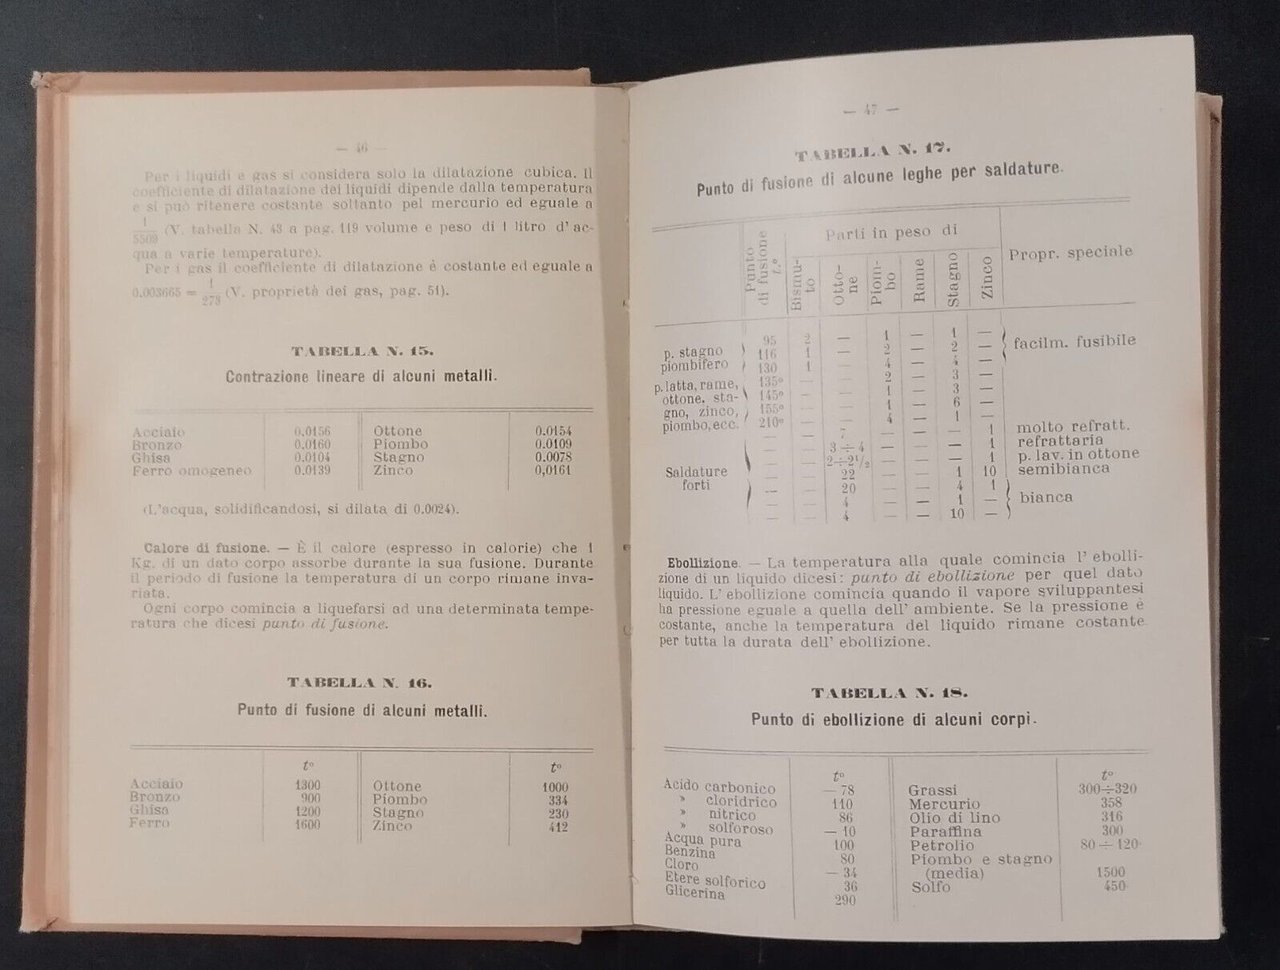 — 46 —
Per i liquidi e gas si considera solo la dilatazione cubica. Il
coefficiente di dilatazione dei liquidi dipende dalla temperatura
e si può ritenere costante soltanto pel mercurio ed eguale a
1/5508 (V. tabella N. 43 a pag. 119 volume e peso di 1 litro d'ac-
qua a varie temperature).
Per i gas il coefficiente di dilatazione è costante ed eguale a
0.003665 = 1/273 (V. proprietà dei gas, pag. 51).
TABELLA N. 15.
Contrazione lineare di alcuni metalli.
Acciaio 0.0156 Ottone 0.0154
Bronzo 0.0160 Piombo 0.0109
Ghisa 0.0104 Stagno 0.0078
Ferro omogeneo 0.0139 Zinco 0,0161
(L'acqua, solidificandosi, si dilata di 0.0024).
Calore di fusione. — È il calore (espresso in calorie) che 1
Kg. di un dato corpo assorbe durante la sua fusione. Durante
il periodo di fusione la temperatura di un corpo rimane inva-
riata.
Ogni corpo comincia a liquefarsi ad una determinata tempe-
ratura che dicesi punto di fusione.
TABELLA N. 16.
Punto di fusione di alcuni metalli.
t° t°
Acciaio 1300 Ottone 1000
Bronzo 900 Piombo 334
Ghisa 1200 Stagno 230
Ferro 1600 Zinco 412
— 47 —
TABELLA N. 17.
Punto di fusione di alcune leghe per saldature.
Punto di fusione
Parti in peso di
Propr. speciale
Bismu-to Otto-ne Piom-bo Rame Stagno Zinco
p. stagno piombifero
95 2 — 1 — 1 —
116 1 — 2 — 2 — facilm. fusibile
130 1 — 4 — 4 —
p. latta, rame, ottone, sta-gno, zinco, piombo, ecc.
135° — — 2 — 3 —
145° — — 1 — 3 —
155° — — 1 — 6 —
210° — — 4 — 1 —
Saldature forti
— — 7 — — — 1 molto refratt.
— — 3 ÷ 4 — — — 1 refrattaria
— — 2÷2 1/2 — — — 1 p. lav. in ottone
— — 22 — — 1 10 semibianca
— — 20 — — 4 1
— — 4 — — 1 — bianca
— — 4 — — 10 —
Ebollizione. — La temperatura alla quale comincia l' ebolli-
zione di un liquido dicesi: punto di ebollizione per quel dato
liquido. L' ebollizione comincia quando il vapore sviluppantesi
ha pressione eguale a quella dell' ambiente. Se la pressione è
costante, anche la temperatura del liquido rimane costante
per tutta la durata dell' ebollizione.
TABELLA N. 18.
Punto di ebollizione di alcuni corpi.
t° t°
Acido carbonico — 78 Grassi 300÷320
» cloridrico 110 Mercurio 358
» nitrico 86 Olio di lino 316
» solforoso — 10 Paraffina 300
Acqua pura 100 Petrolio 80 ÷ 120
Benzina 80 Piombo e stagno
Cloro — 34 (media) 1500
Etere solforico 36 Solfo 450
Glicerina 290